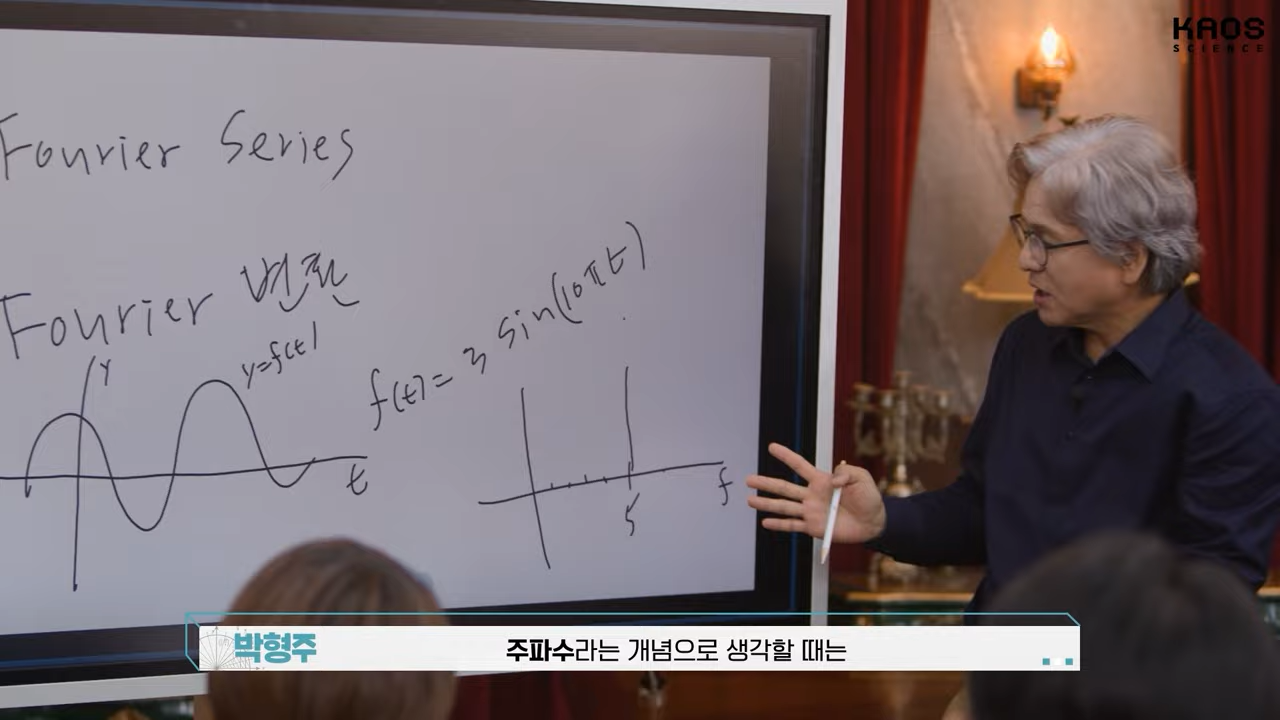 KAOS
SCIENCE
Fourier Series
Fourier 변환
y
y=f(t)
t
f(t)= 3 sin(10πt)
5
f
박형주
주파수라는 개념으로 생각할 때는